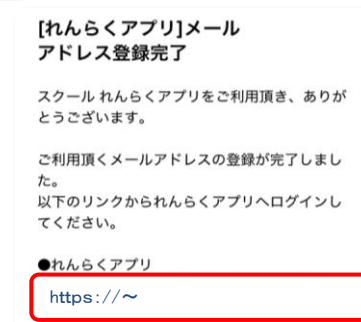 [れんらくアプリ]メール
アドレス登録完了
スクール れんらくアプリをご利用頂き、ありが
とうございます。
ご利用頂くメールアドレスの登録が完了しまし
た。
以下のリンクかられんらくアプリへログインし
てください。
●れんらくアプリ
https://～